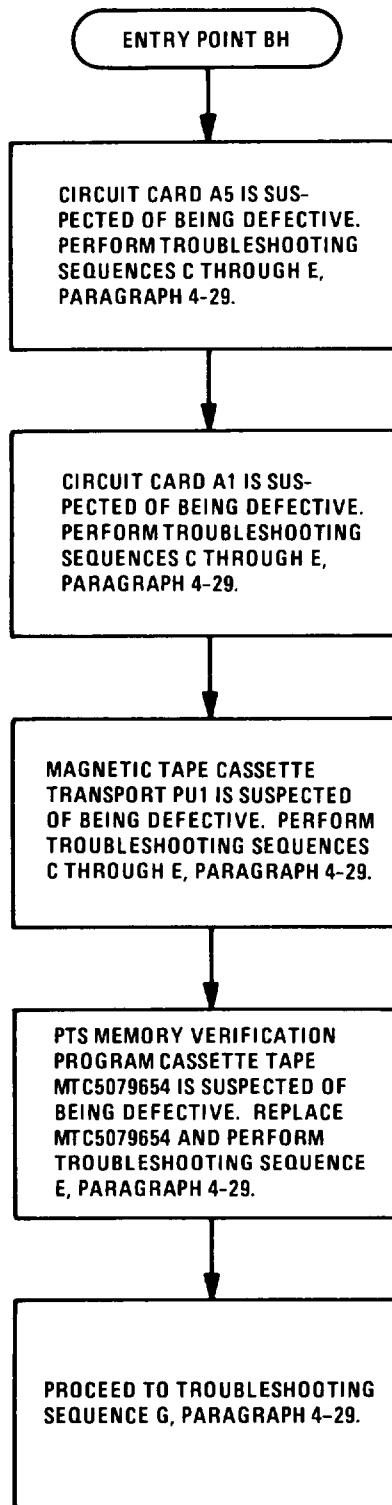 ENTRY POINT BH
CIRCUIT CARD A5 IS SUS-
PECTED OF BEING DEFECTIVE.
PERFORM TROUBLESHOOTING
SEQUENCES C THROUGH E,
PARAGRAPH 4-29.
CIRCUIT CARD A1 IS SUS-
PECTED OF BEING DEFECTIVE.
PERFORM TROUBLESHOOTING
SEQUENCES C THROUGH E,
PARAGRAPH 4-29.
MAGNETIC TAPE CASSETTE
TRANSPORT PU1 IS SUSPECTED
OF BEING DEFECTIVE. PERFORM
TROUBLESHOOTING SEQUENCES
C THROUGH E, PARAGRAPH 4-29.
PTS MEMORY VERIFICATION
PROGRAM CASSETTE TAPE
MTC5079654 IS SUSPECTED OF
BEING DEFECTIVE. REPLACE
MTC5079654 AND PERFORM
TROUBLESHOOTING SEQUENCE
E, PARAGRAPH 4-29.
PROCEED TO TROUBLESHOOTING
SEQUENCE G, PARAGRAPH 4-29.